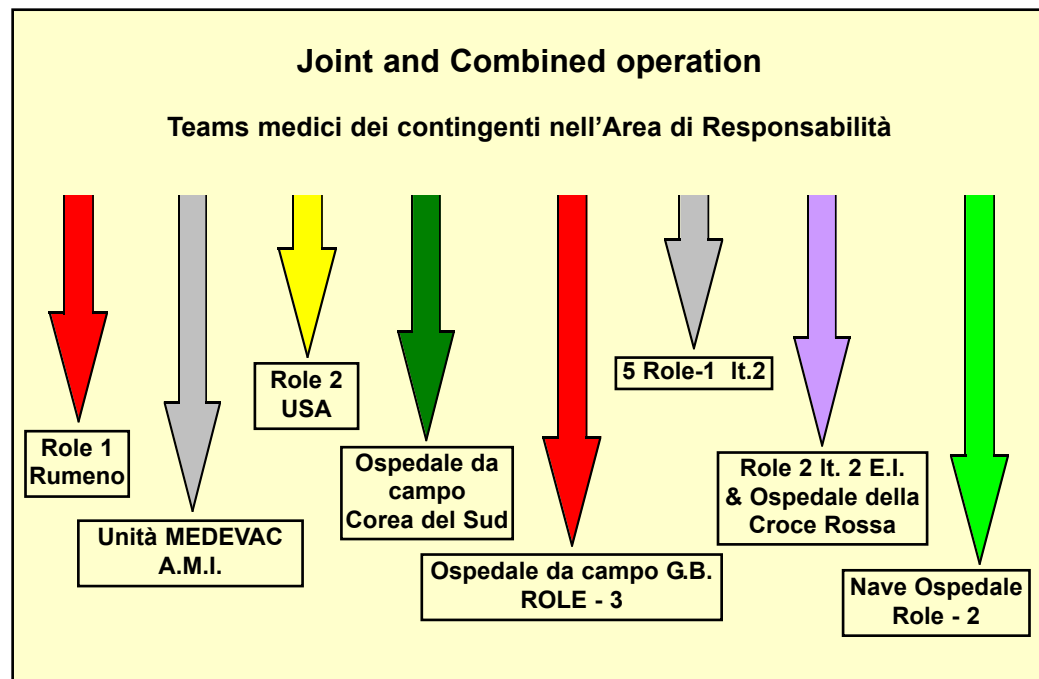 Joint and Combined operation
Teams medici dei contingenti nell’Area di Responsabilità
Role 1
Rumeno
Unità MEDEVAC
A.M.I.
Role 2
USA
Ospedale da
campo
Corea del Sud
Ospedale da campo G.B.
ROLE - 3
5 Role-1 It.2
Role 2 It. 2 E.I.
& Ospedale della
Croce Rossa
Nave Ospedale
Role - 2